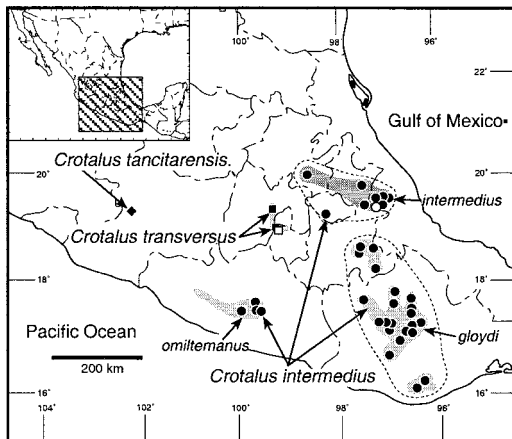 100
98
96
22°
Gulf of Mexico
Crotalus tancitarensis.
20°
intermedius
Crotalus transversus
18°
Pacific Ocean
200 km
omiltemanus
gloydi
Crotalus intermedius
16°
16°
104°
102°
100
98
96